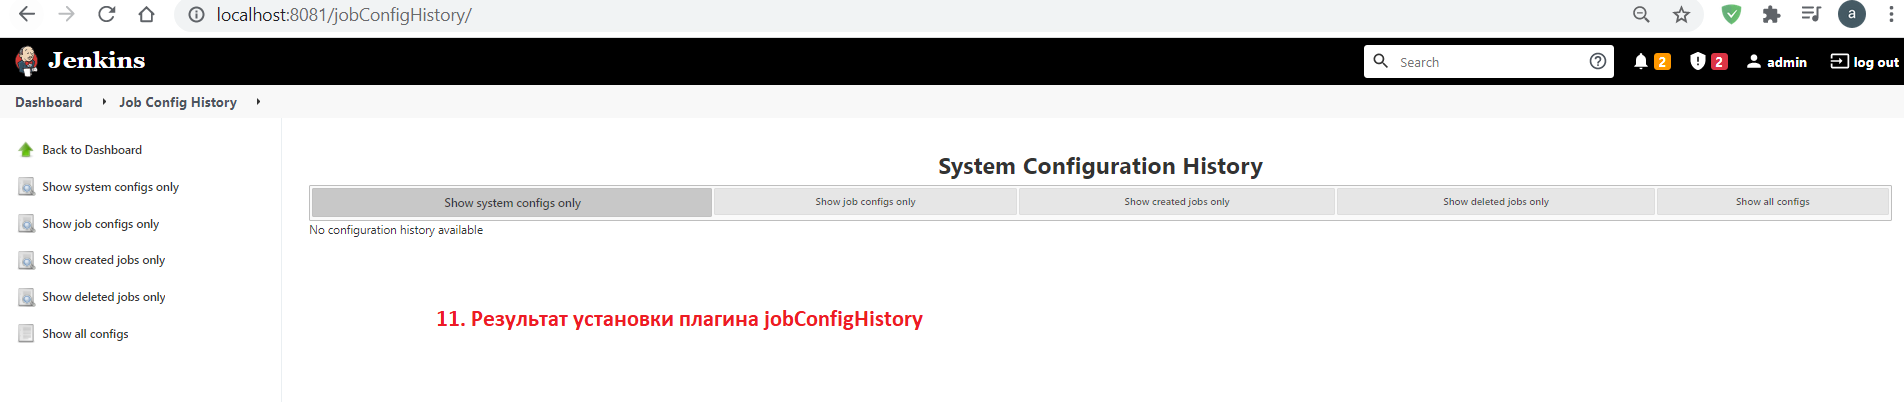 localhost:8081/jobConfigHistory/
a
Jenkins
Search
2
2
admin
log out
Dashboard
Job Config History
Back to Dashboard
Show system configs only
Show job configs only
Show created jobs only
Show deleted jobs only
Show all configs
System Configuration History
Show system configs only
Show job configs only
Show created jobs only
Show deleted jobs only
Show all configs
No configuration history available
11. Результат установки плагина jobConfigHistory